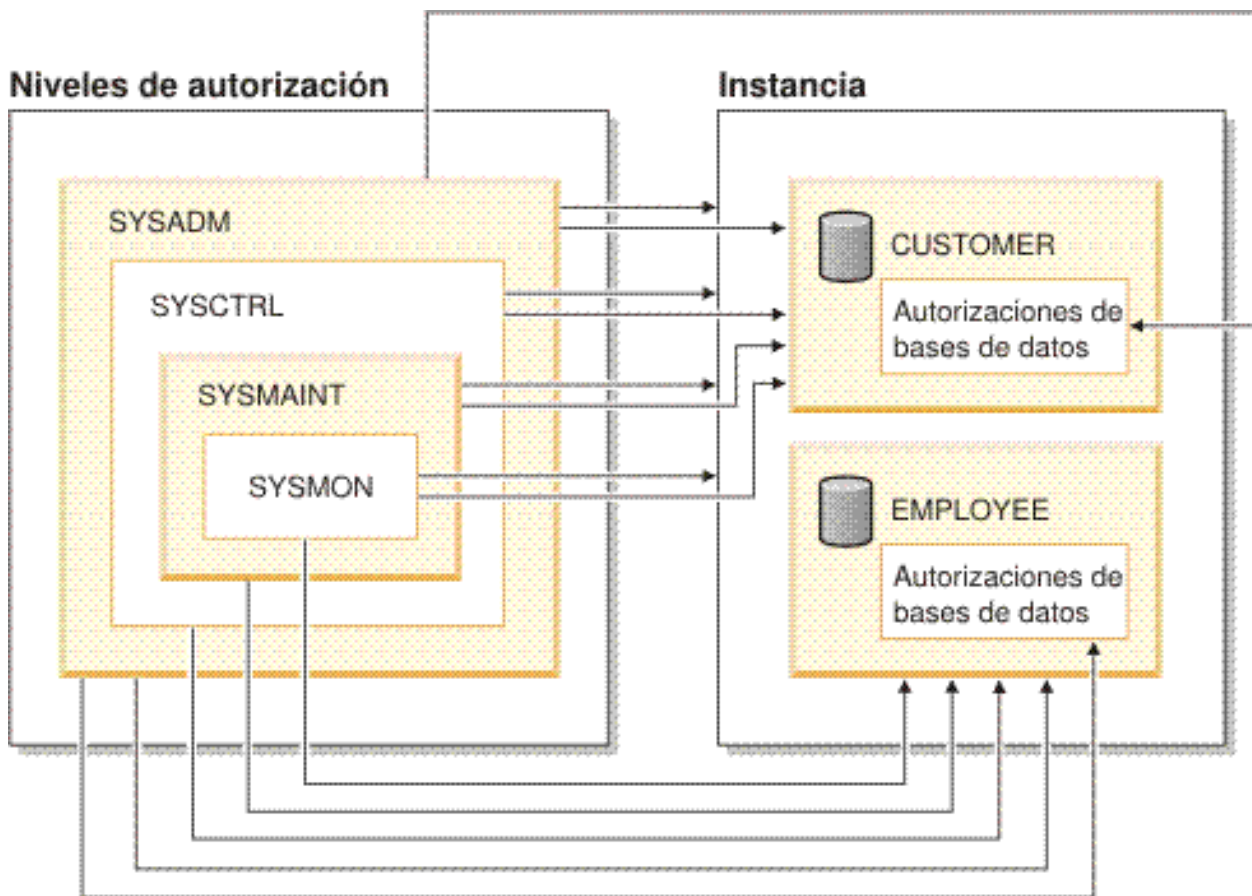 Niveles de autorización
SYSADM
SYSCTRL
SYSMAINT
SYSMON
Instancia
CUSTOMER
Autorizaciones de
bases de datos
EMPLOYEE
Autorizaciones de
bases de datos